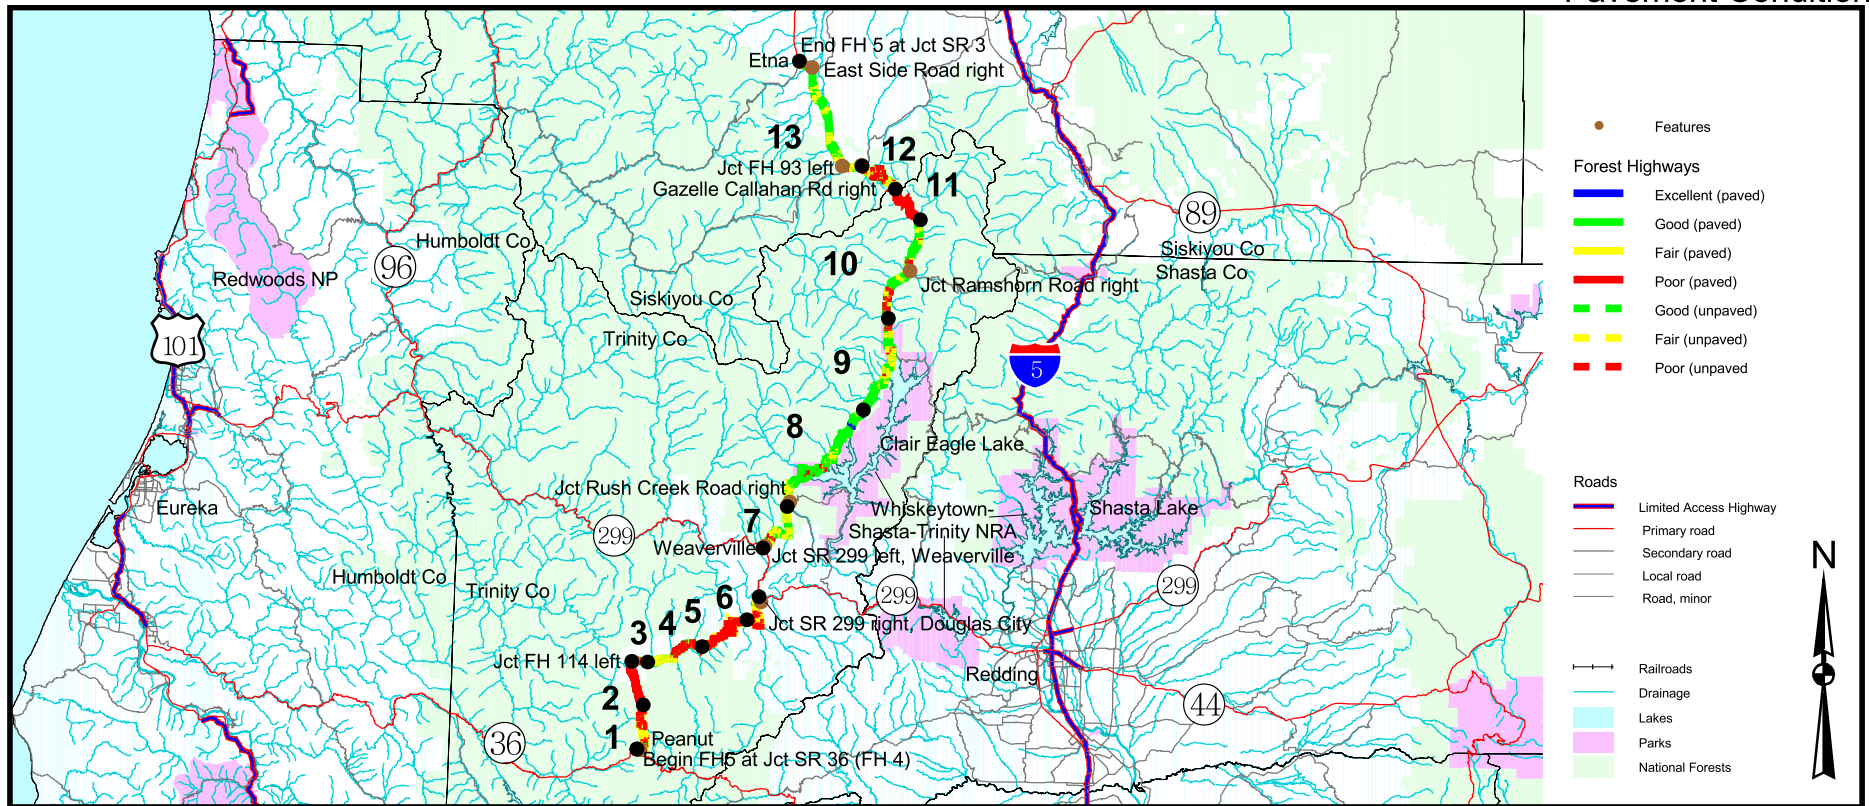 Pavement Condition
End FH 5 at Jct SR 3
Etna
East Side Road right
13
12
Jct FH 93 left
Gazelle Callahan Rd right
11
89
Humboldt Co
Siskiyou Co
96
10
Shasta Co
Redwoods NP
Jct Ramshorn Road right
Siskiyou Co
Trinity Co
101
9
5
8
Clair Eagle Lake
Jct Rush Creek Road right
Eureka
Whiskeytown-
Shasta-Trinity NRA
Shasta Lake
7
299
Weaverville
Jct SR 299 left, Weaverville
Humboldt Co
Trinity Co
299
299
6
5
4
3
Jct SR 299 right, Douglas City
Jct FH 114 left
Redding
2
44
1
Peanut
36
Begin FH5 at Jct SR 36 (FH 4)
Features
Forest Highways
Excellent (paved)
Good (paved)
Fair (paved)
Poor (paved)
Good (unpaved)
Fair (unpaved)
Poor (unpaved
Roads
Limited Access Highway
Primary road
Secondary road
Local road
Road, minor
N
Railroads
Drainage
Lakes
Parks
National Forests